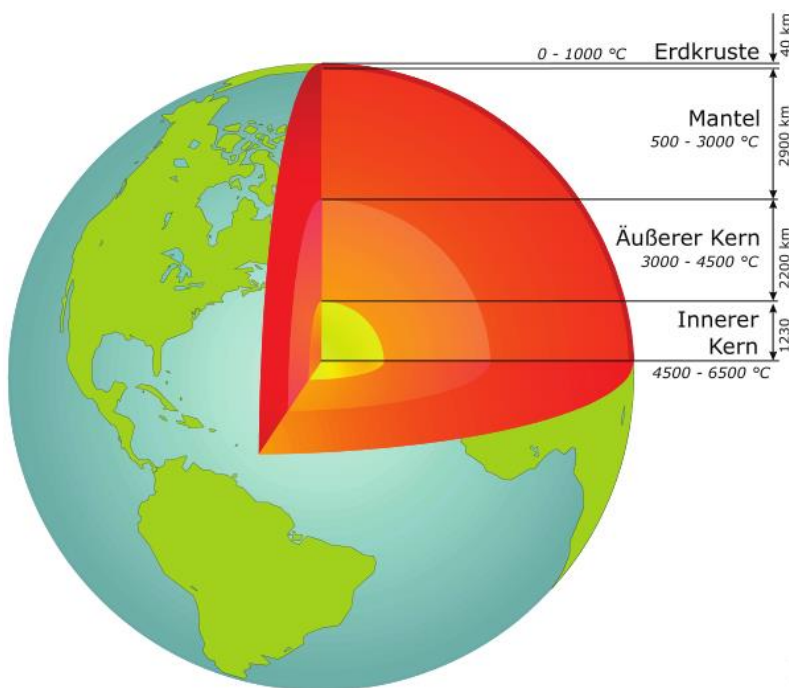 40 km
0 - 1000 °C Erdkruste
Mantel
500 - 3000 °C
2900 km
Äußerer Kern
3000 - 4500 °C
2200 km
Innerer
Kern
1230
4500 - 6500 °C